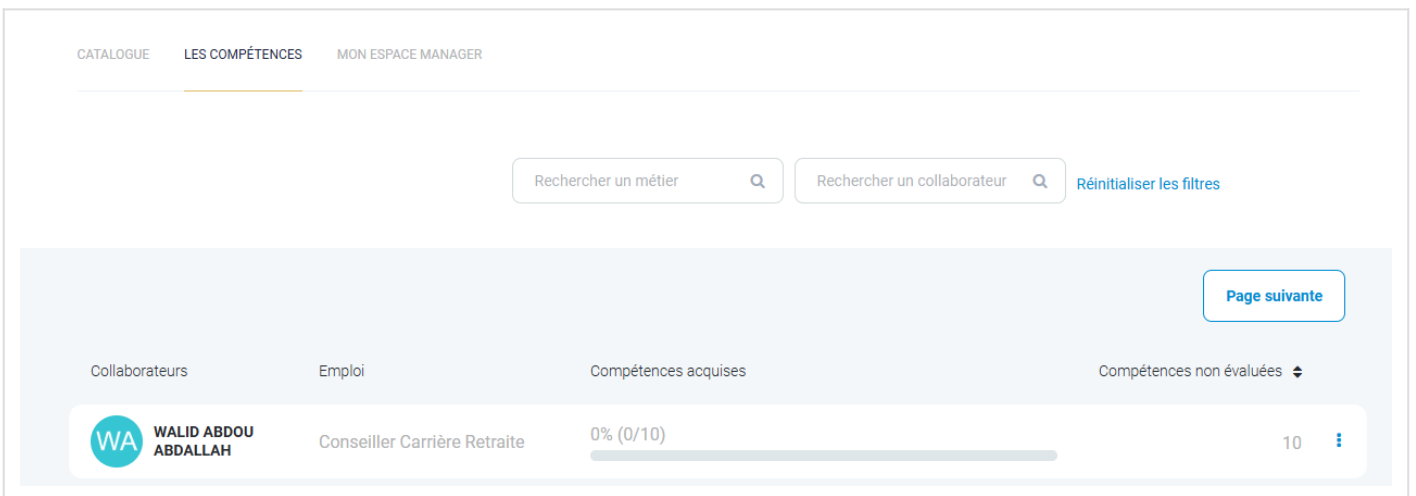 CATALOGUE LES COMPÉTENCES MON ESPACE MANAGER
Rechercher un métier Rechercher un collaborateur Réinitialiser les filtres
Page suivante
Collaborateurs Emploi Compétences acquises Compétences non évaluées
WA WALID ABDOU ABDALLAH Conseiller Carrière Retraite 0% (0/10) 10